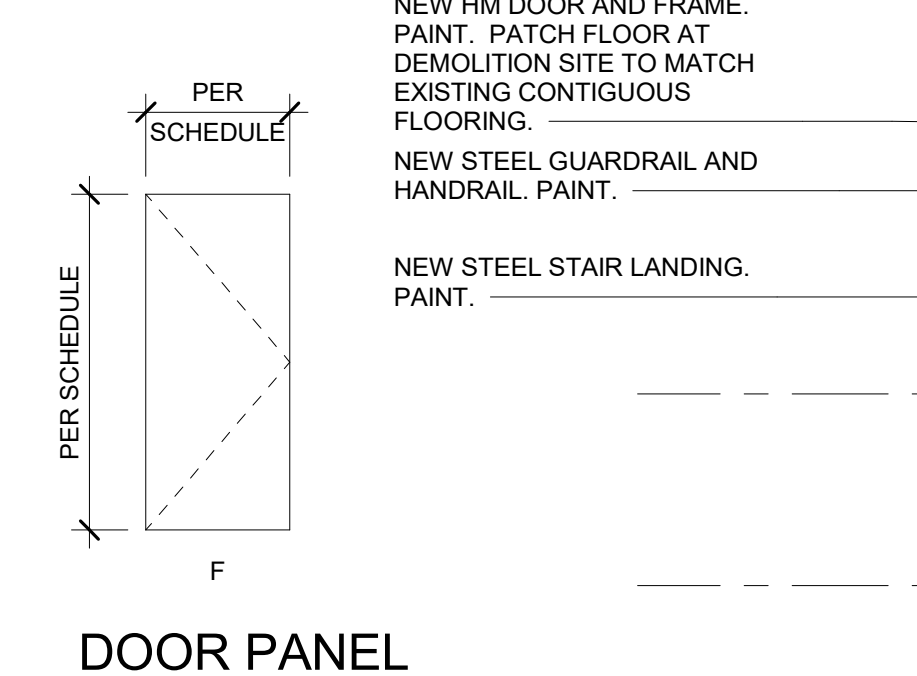 PER
SCHEDULE
PER SCHEDULE
F
DOOR PANEL
NEW HM DOOR AND FRAME.
PAINT. PATCH FLOOR AT
DEMOLITION SITE TO MATCH
EXISTING CONTIGUOUS
FLOORING.
NEW STEEL GUARDRAIL AND
HANDRAIL. PAINT.
NEW STEEL STAIR LANDING.
PAINT.